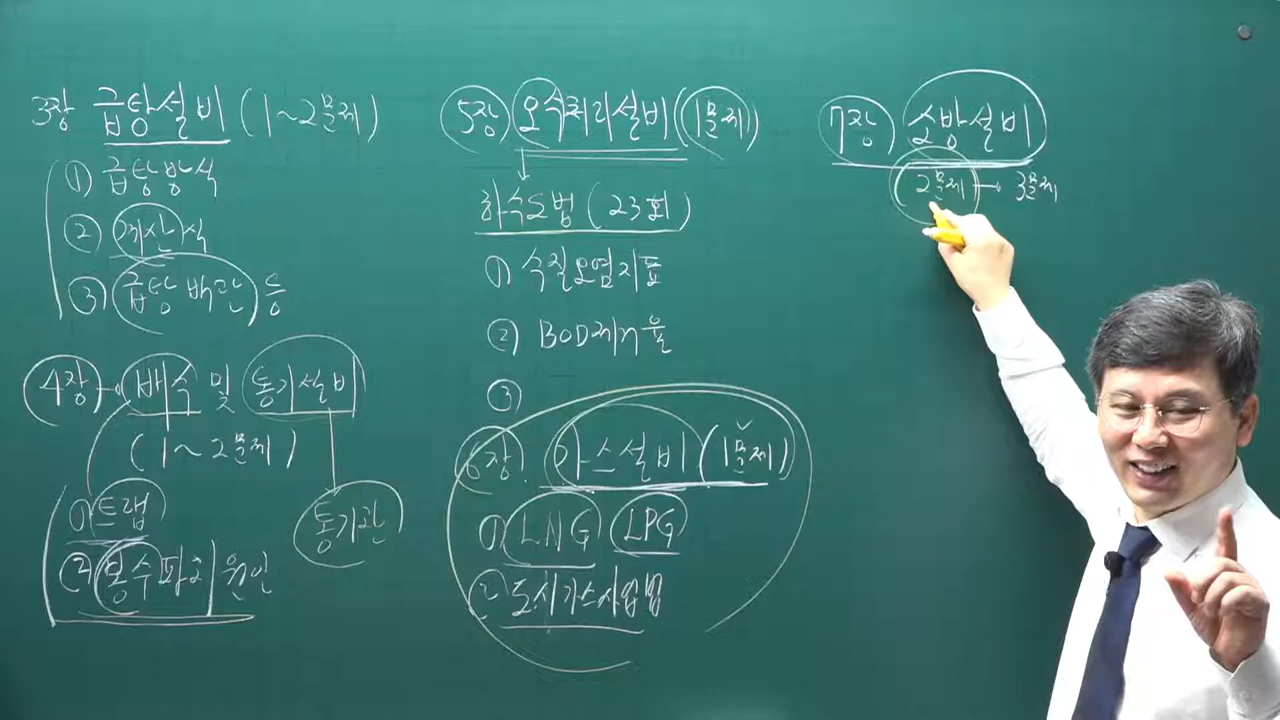 3장 급탕설비 (1~2문제)
① 급탕방식
② 계산식
③ 급탕 배관 등
4장 → 배수 및 통기설비
(1~2문제)
① 트랩
② 봉수파괴 원인
통기관
5장 오수처리설비 (1문제)
하수도법 (23회)
① 수질오염지표
② BOD제거율
③
6장. 가스설비 (1문제)
① LNG LPG
② 도시가스사업법
7장 소방설비
2문제 → 3문제